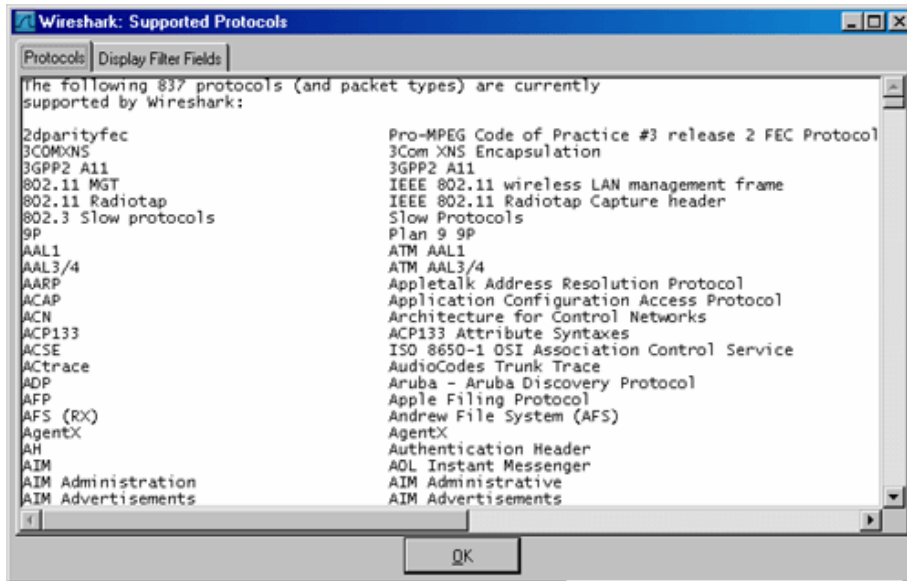 Wireshark: Supported Protocols
Protocols Display Filter Fields
The following 837 protocols (and packet types) are currently
supported by Wireshark:
2dparityfec Pro-MPEG Code of Practice #3 release 2 FEC Protocol
3COMXNS 3Com XNS Encapsulation
3GPP2 A11 3GPP2 A11
802.11 MGT IEEE 802.11 wireless LAN management frame
802.11 Radiotap IEEE 802.11 Radiotap Capture header
802.3 Slow protocols Slow Protocols
9P Plan 9 9P
AAL1 ATM AAL1
AAL3/4 ATM AAL3/4
AARP Appletalk Address Resolution Protocol
ACAP Application Configuration Access Protocol
ACN Architecture for Control Networks
ACP133 ACP133 Attribute Syntaxes
ACSE ISO 8650-1 OSI Association Control Service
ACtrace AudioCodes Trunk Trace
ADP Aruba - Aruba Discovery Protocol
AFP Apple Filing Protocol
AFS (RX) Andrew File System (AFS)
AgentX AgentX
AH Authentication Header
AIM AOL Instant Messenger
AIM Administration AIM Administrative
AIM Advertisements AIM Advertisements
OK